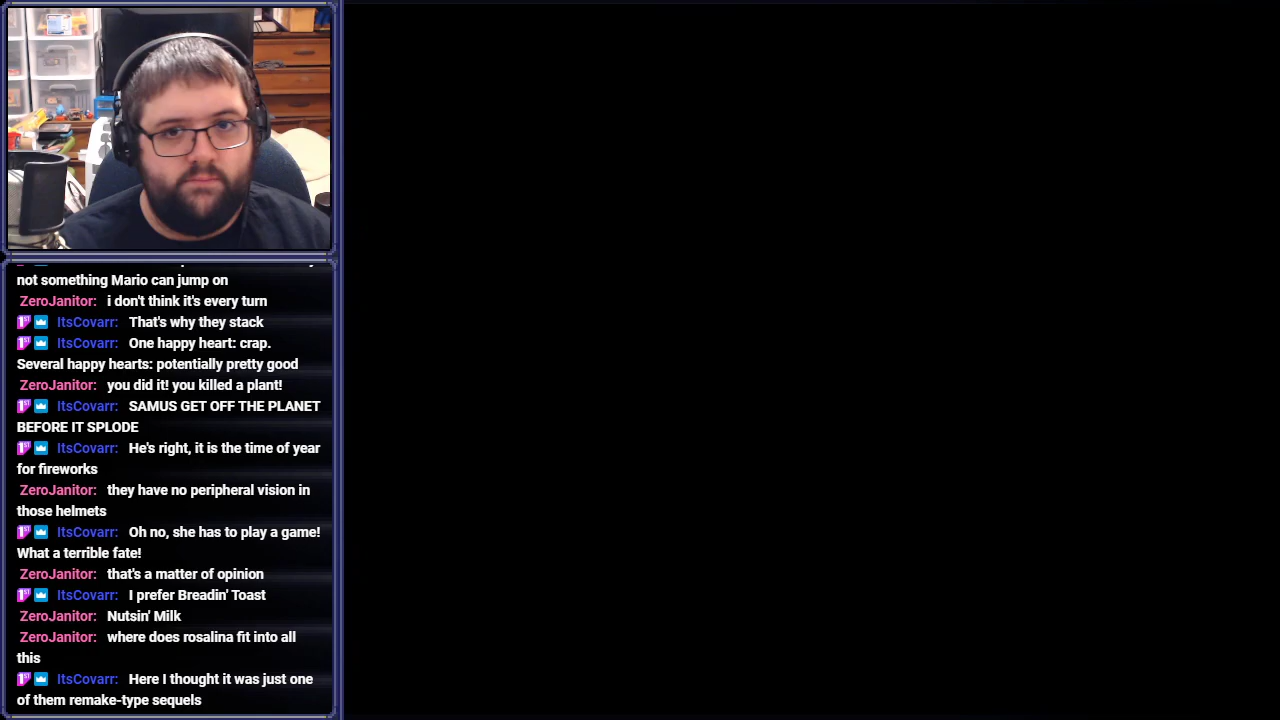 not something Mario can jump on
ZeroJanitor: i don't think it's every turn
ItsCovarr: That's why they stack
ItsCovarr: One happy heart: crap.
Several happy hearts: potentially pretty good
ZeroJanitor: you did it! you killed a plant!
ItsCovarr: SAMUS GET OFF THE PLANET
BEFORE IT SPLODE
ItsCovarr: He's right, it is the time of year
for fireworks
ZeroJanitor: they have no peripheral vision in
those helmets
ItsCovarr: Oh no, she has to play a game!
What a terrible fate!
ZeroJanitor: that's a matter of opinion
ItsCovarr: I prefer Breadin' Toast
ZeroJanitor: Nutsin' Milk
ZeroJanitor: where does rosalina fit into all
this
ItsCovarr: Here I thought it was just one
of them remake-type sequels